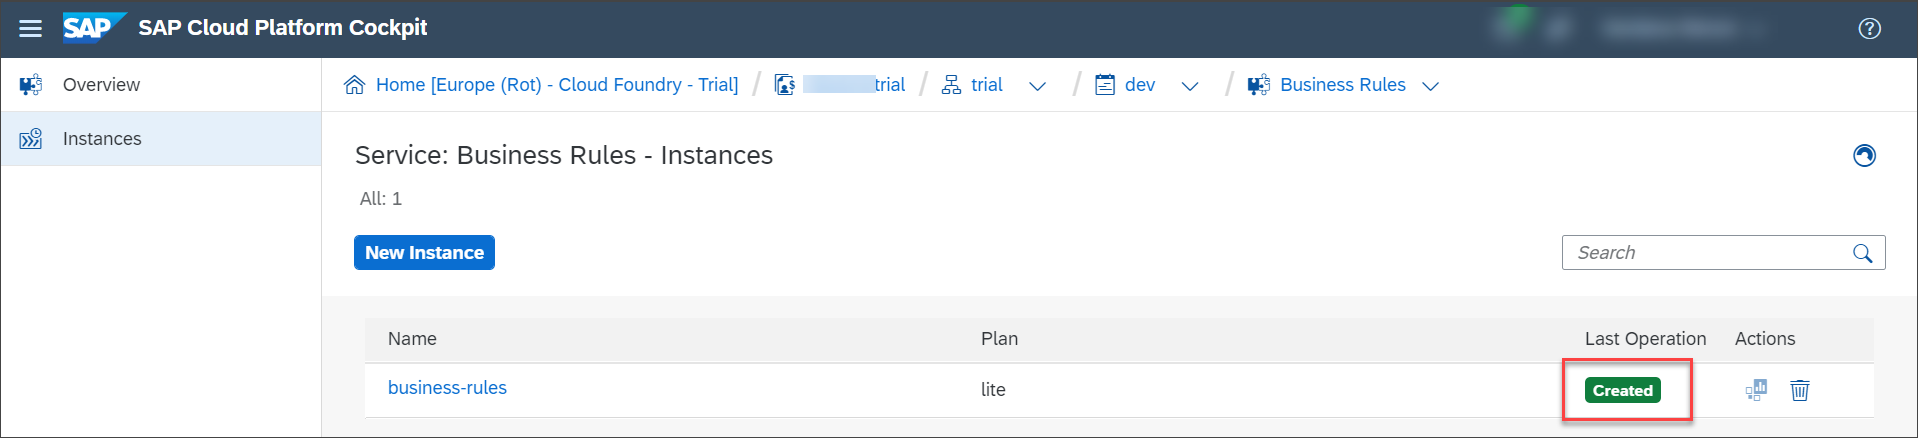 SAP SAP Cloud Platform Cockpit
Overview
Instances
Home [Europe (Rot) - Cloud Foundry - Trial] / trial / trial / dev / Business Rules
Service: Business Rules - Instances
All: 1
New Instance
Search
Name Plan Last Operation Actions
business-rules lite Created